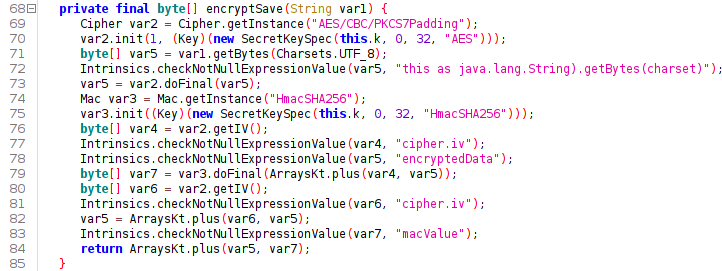 68 private final byte[] encryptSave(String var1) {
69 Cipher var2 = Cipher.getInstance("AES/CBC/PKCS7Padding");
70 var2.init(1, (Key)(new SecretKeySpec(this.k, 0, 32, "AES")));
71 byte[] var5 = var1.getBytes(Charsets.UTF_8);
72 Intrinsics.checkNotNullExpressionValue(var5, "this as java.lang.String).getBytes(charset)");
73 var5 = var2.doFinal(var5);
74 Mac var3 = Mac.getInstance("HmacSHA256");
75 var3.init((Key)(new SecretKeySpec(this.k, 0, 32, "HmacSHA256")));
76 byte[] var4 = var2.getIV();
77 Intrinsics.checkNotNullExpressionValue(var4, "cipher.iv");
78 Intrinsics.checkNotNullExpressionValue(var5, "encryptedData");
79 byte[] var7 = var3.doFinal(ArraysKt.plus(var4, var5));
80 byte[] var6 = var2.getIV();
81 Intrinsics.checkNotNullExpressionValue(var6, "cipher.iv");
82 var5 = ArraysKt.plus(var6, var5);
83 Intrinsics.checkNotNullExpressionValue(var7, "macValue");
84 return ArraysKt.plus(var5, var7);
85 }